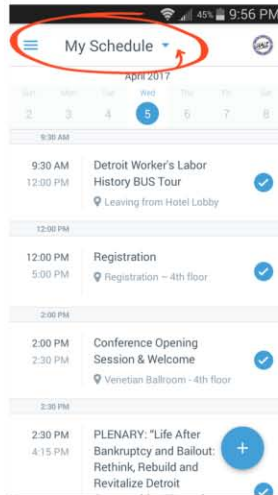 45% 9:56 PM
My Schedule
April 2017
Sun Mon Tue Wed Thu Fri Sat
2 3 4 5 6 7 8
9:30 AM
9:30 AM Detroit Worker's Labor
12:00 PM History BUS Tour
Leaving from Hotel Lobby
12:00 PM
12:00 PM Registration
5:00 PM Registration – 4th floor
2:00 PM
2:00 PM Conference Opening
2:30 PM Session & Welcome
Venetian Ballroom - 4th floor
2:30 PM
2:30 PM PLENARY: "Life After
4:15 PM Bankruptcy and Bailout:
Rethink, Rebuild and
Revitalize Detroit